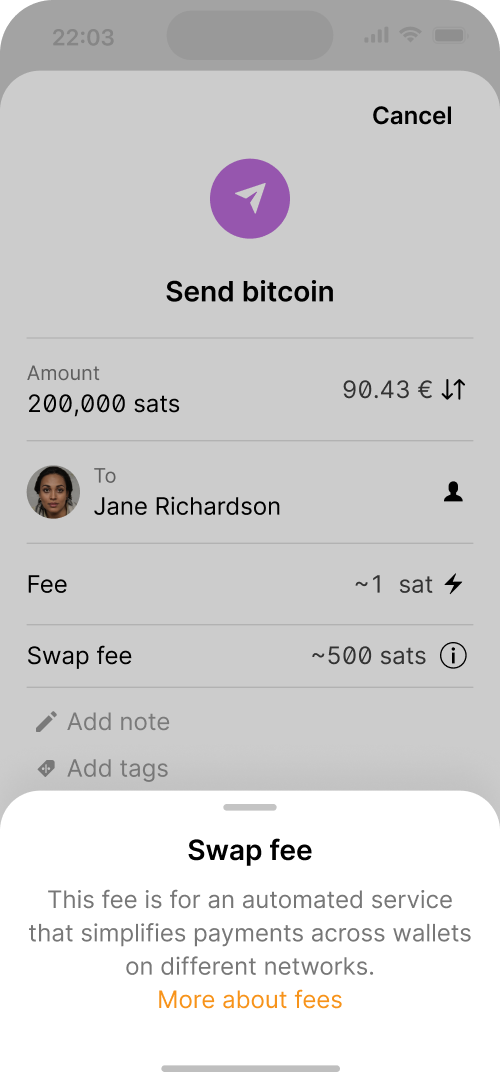 22:03
Cancel
Send bitcoin
Amount
200,000 sats
90.43 €
To
Jane Richardson
Fee
~1 sat
Swap fee
~500 sats
Add note
Add tags
Swap fee
This fee is for an automated service
that simplifies payments across wallets
on different networks.
More about fees